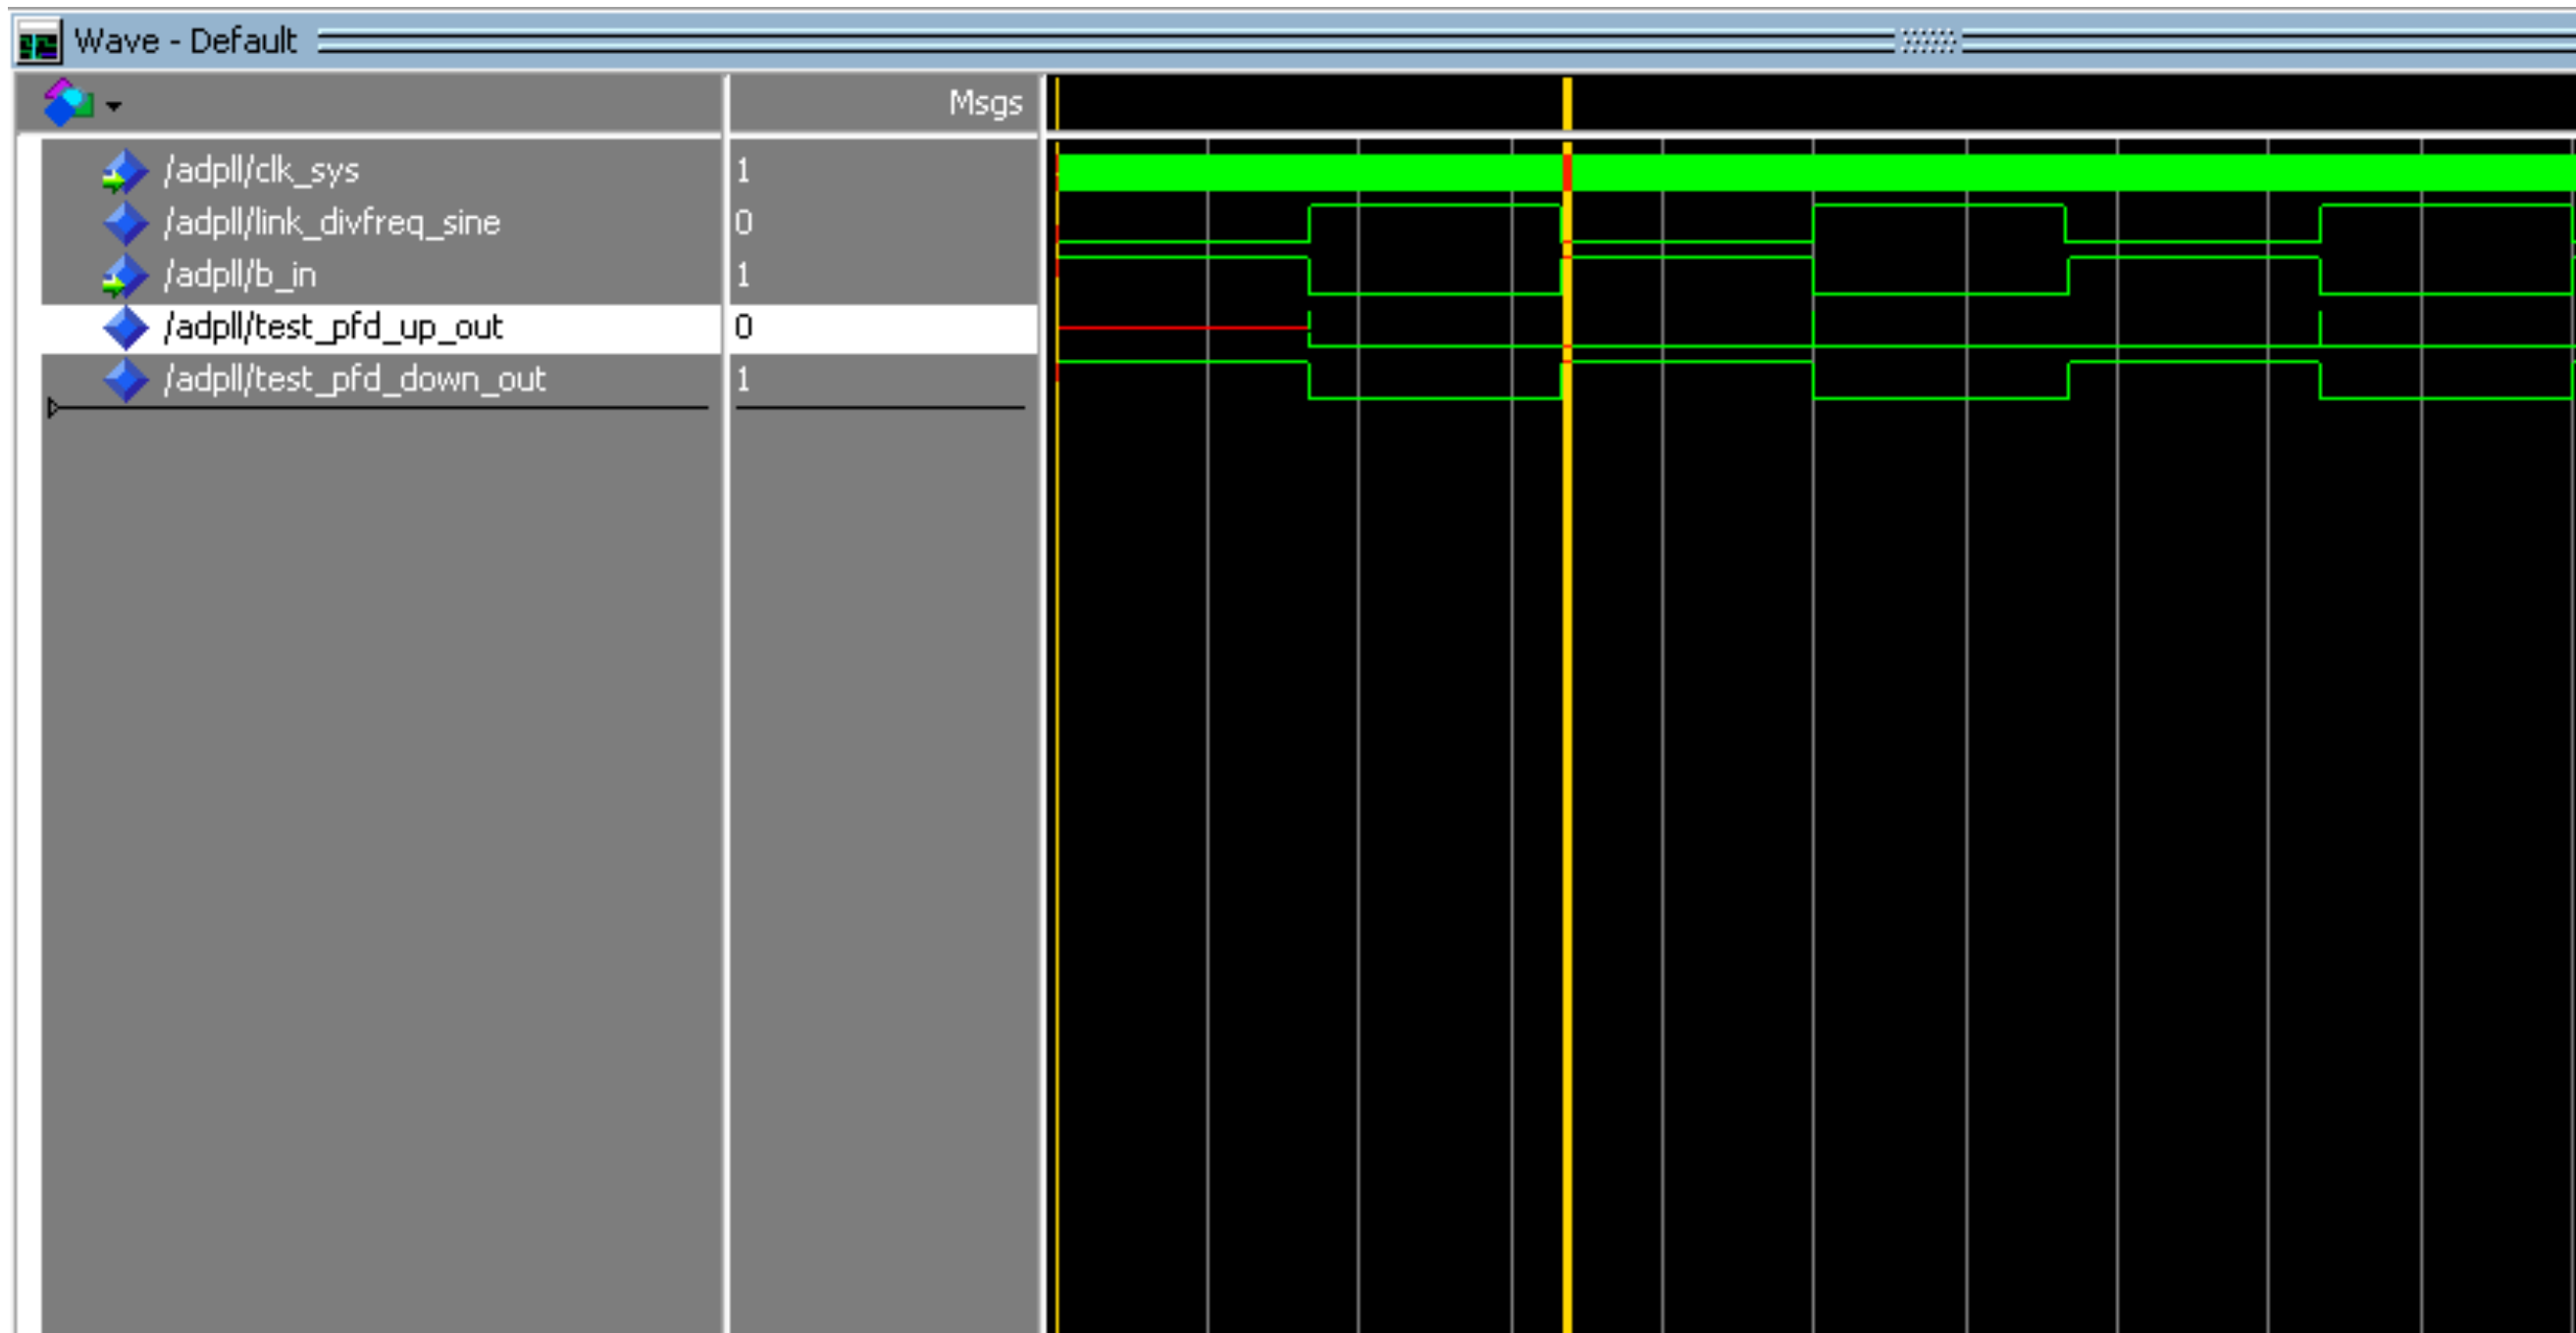 Wave - Default
Msgs
/adpll/clk_sys 1
/adpll/link_divfreq_sine 0
/adpll/b_in 1
/adpll/test_pfd_up_out 0
/adpll/test_pfd_down_out 1